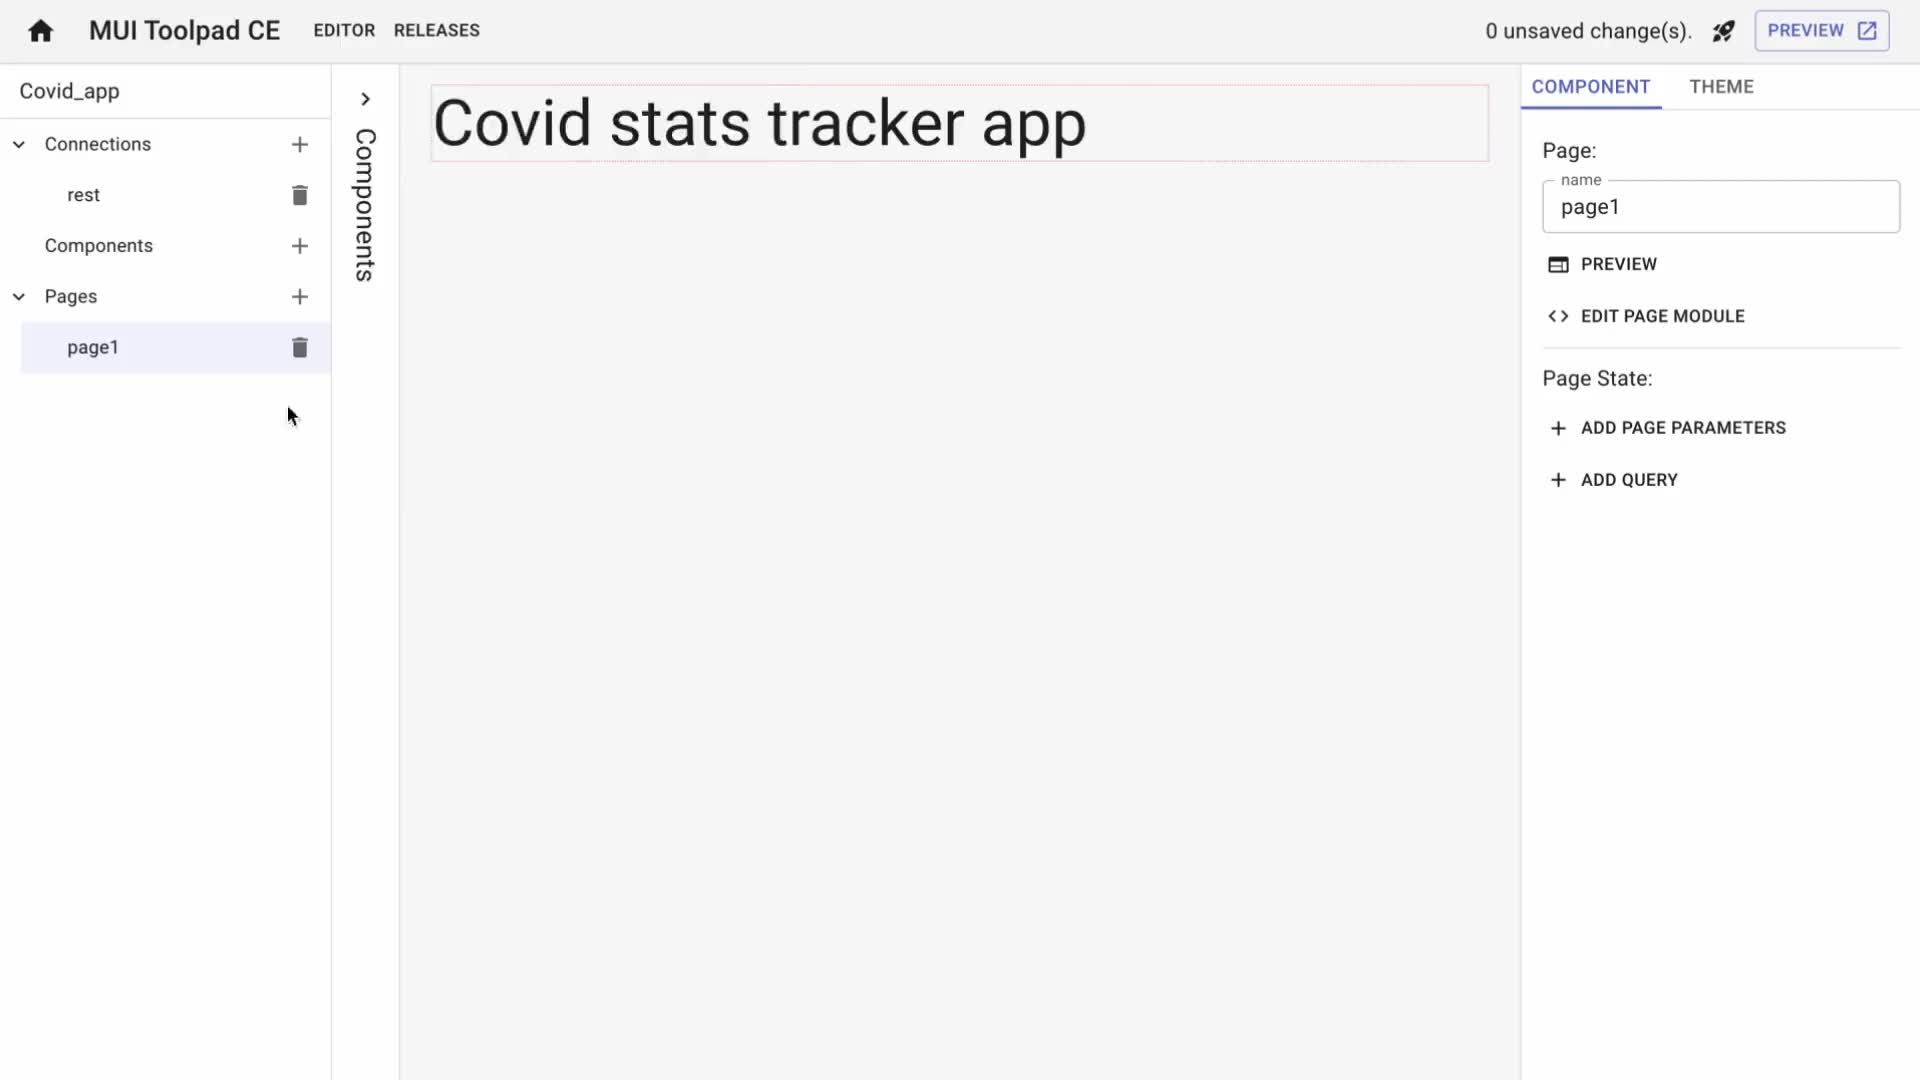 MUI Toolpad CE
EDITOR
RELEASES
0 unsaved change(s).
PREVIEW
Covid_app
Connections
rest
Components
Pages
page1
Components
Covid stats tracker app
COMPONENT
THEME
Page:
name
page1
PREVIEW
EDIT PAGE MODULE
Page State:
ADD PAGE PARAMETERS
ADD QUERY